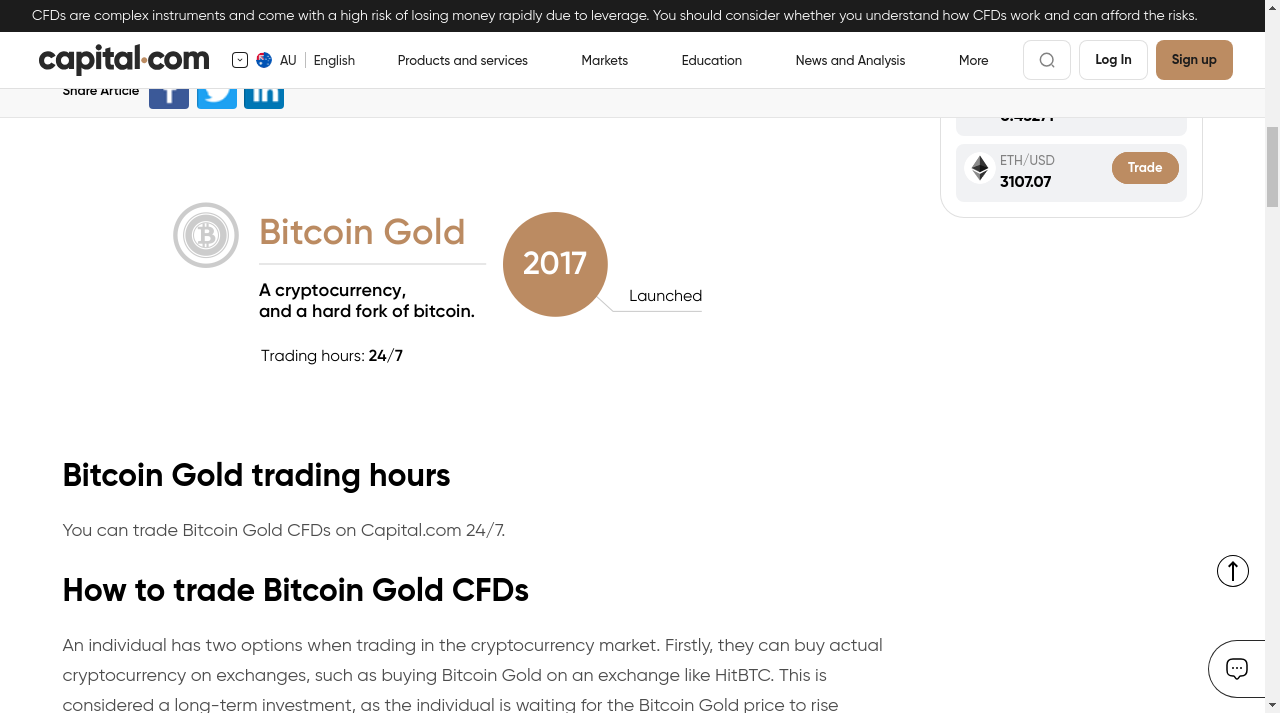 CFDs are complex instruments and come with a high risk of losing money rapidly due to leverage. You should consider whether you understand how CFDs work and can afford the risks.
capital.com AU English Products and services Markets Education News and Analysis More Log In Sign up
Share Article
ETH/USD
3107.07
Trade
Bitcoin Gold
2017
A cryptocurrency,
and a hard fork of bitcoin.
Launched
Trading hours: 24/7
Bitcoin Gold trading hours
You can trade Bitcoin Gold CFDs on Capital.com 24/7.
How to trade Bitcoin Gold CFDs
An individual has two options when trading in the cryptocurrency market. Firstly, they can buy actual
cryptocurrency on exchanges, such as buying Bitcoin Gold on an exchange like HitBTC. This is
considered a long-term investment, as the individual is waiting for the Bitcoin Gold price to rise